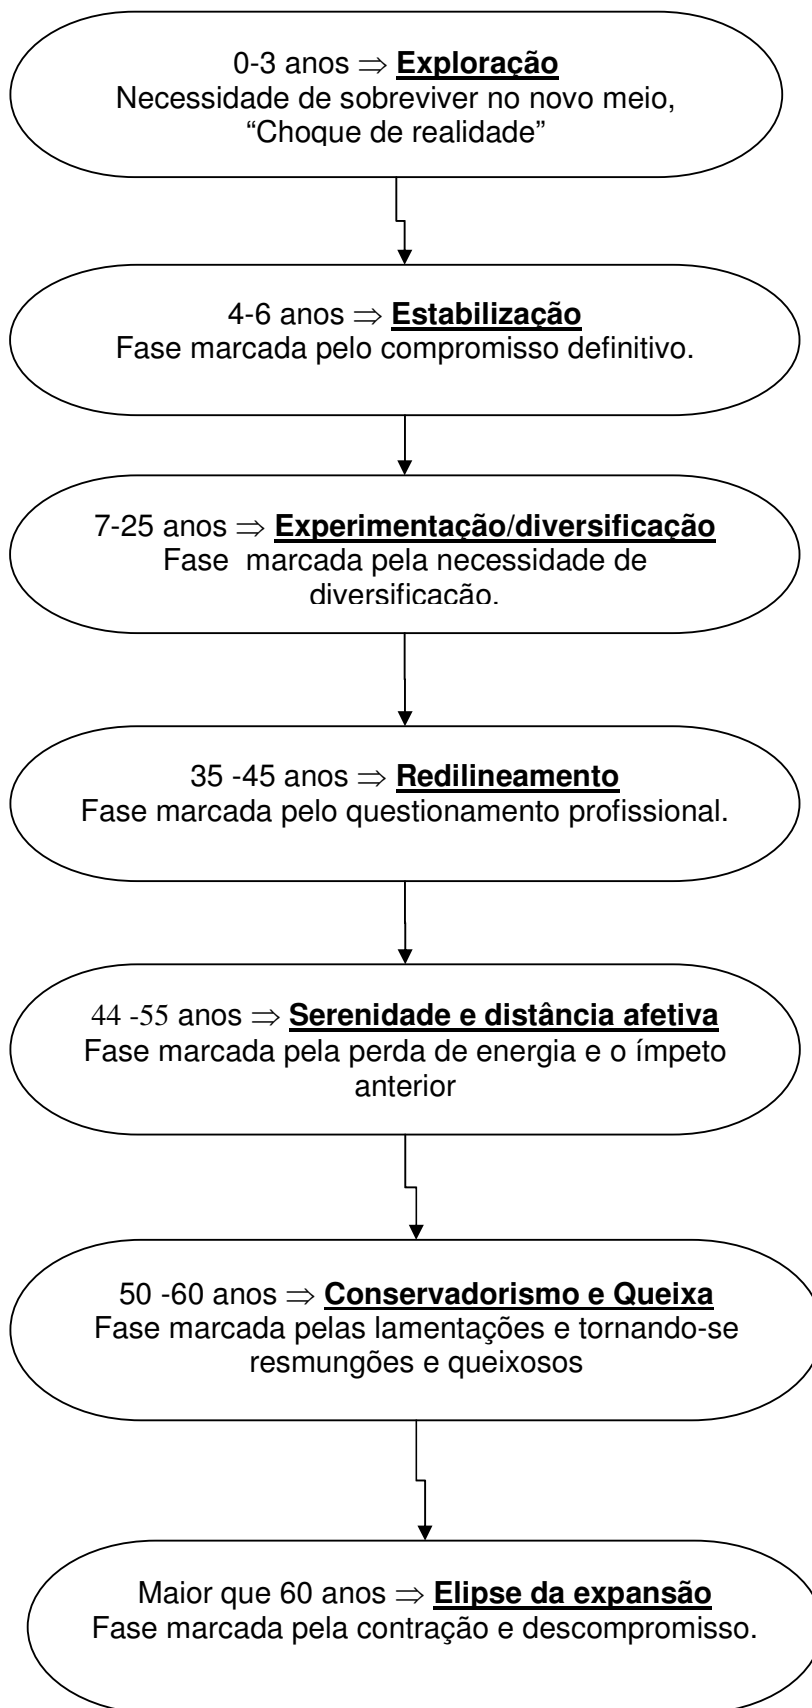 0-3 anos ⇒ Exploração
Necessidade de sobreviver no novo meio,
“Choque de realidade”
4-6 anos ⇒ Estabilização
Fase marcada pelo compromisso definitivo.
7-25 anos ⇒ Experimentação/diversificação
Fase marcada pela necessidade de
diversificação.
35 -45 anos ⇒ Redilineamento
Fase marcada pelo questionamento profissional.
44 -55 anos ⇒ Serenidade e distância afetiva
Fase marcada pela perda de energia e o ímpeto
anterior
50 -60 anos ⇒ Conservadorismo e Queixa
Fase marcada pelas lamentações e tornando-se
resmungões e queixosos
Maior que 60 anos ⇒ Elipse da expansão
Fase marcada pela contração e descompromisso.